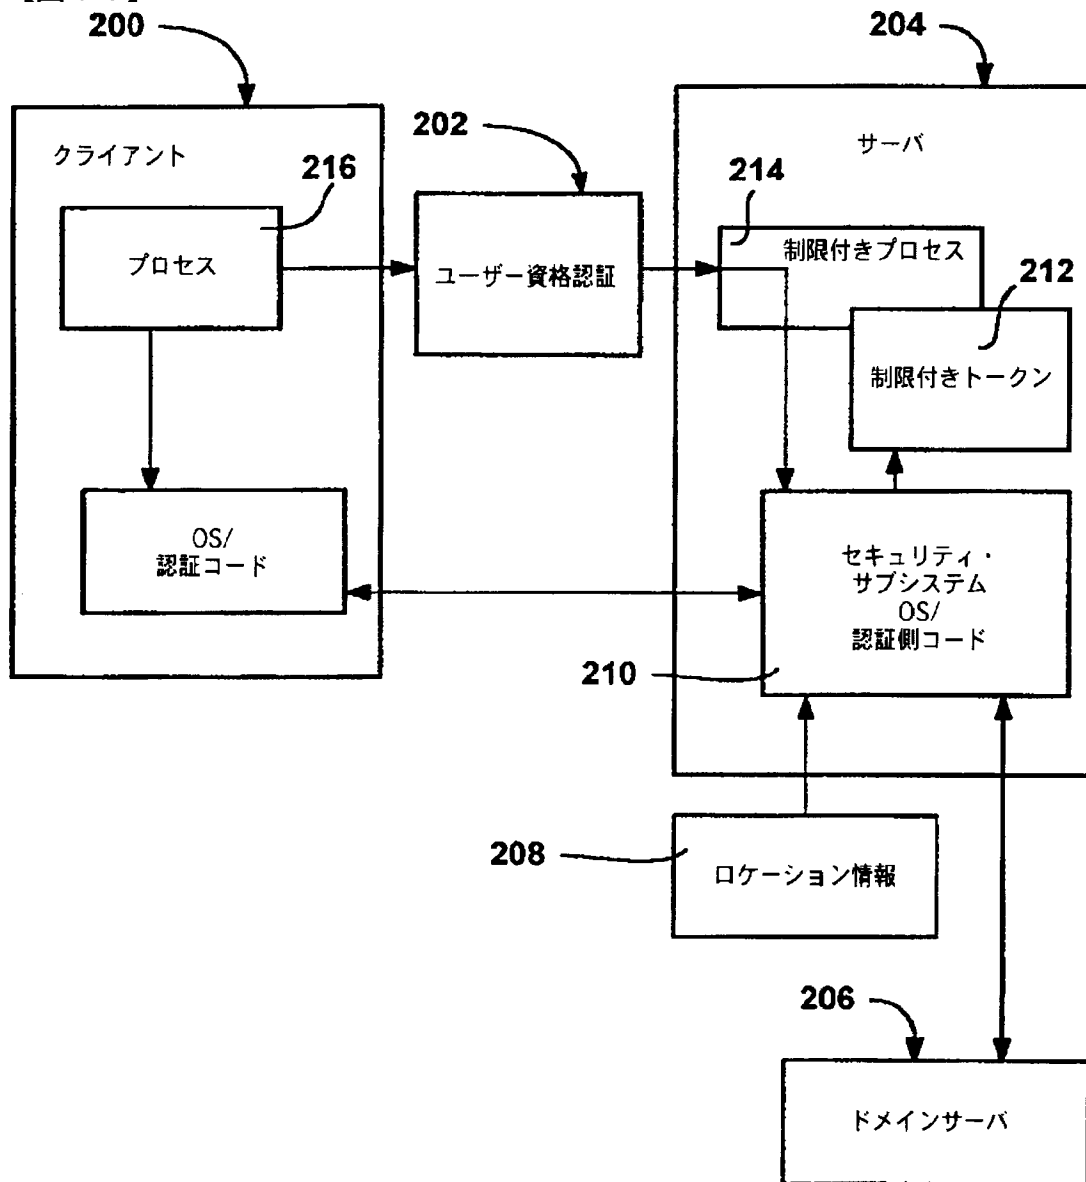 200
204
202
クライアント
サーバ
216
214
プロセス
ユーザー資格認証
制限付きプロセス
212
制限付きトークン
OS/
認証コード
セキュリティ・
サブシステム
OS/
認証側コード
210
208
ロケーション情報
206
ドメインサーバ